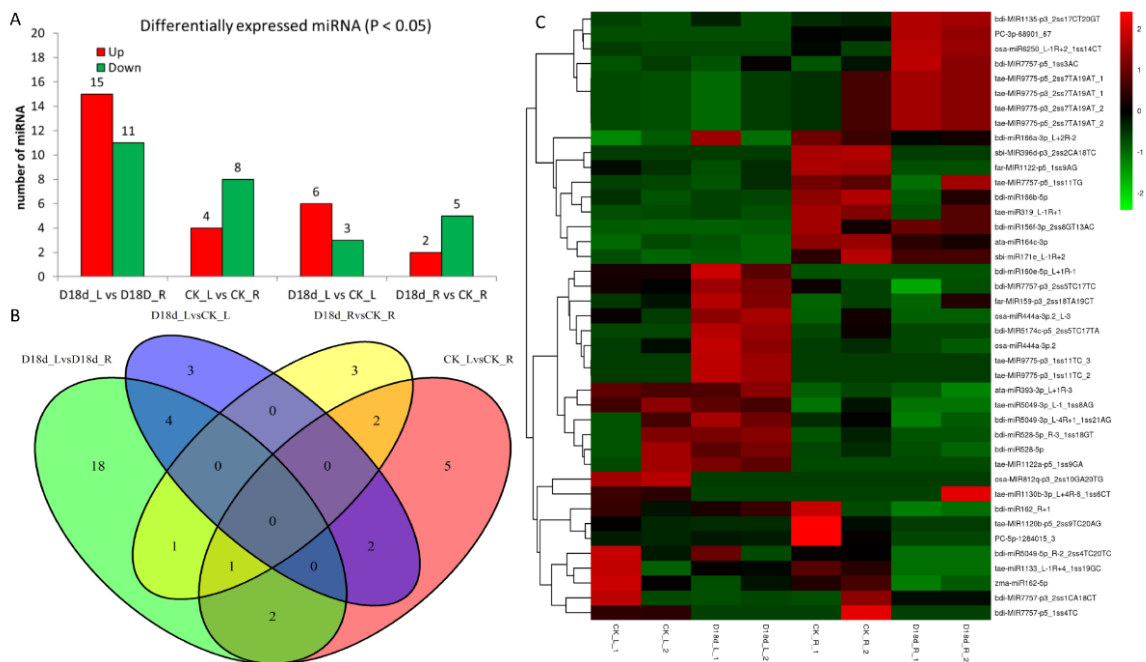 A
Differentially expressed miRNA (P < 0.05)
Up
Down
number of miRNA
20
18
16
14
12
10
8
6
4
2
0
15
11
4
8
6
3
2
5
D18d_L vs D18D_R
CK_L vs CK_R
D18d_L vs CK_L
D18d_R vs CK_R
B
D18d_LvsD18d_R
D18d_LvsCK_L
D18d_RvsCK_R
CK_LvsCK_R
3
3
4
0
2
18
0
0
5
0
1
2
1
0
2
C
bdi-MIR1135-p3_2ss17CT20GT
PC-3p-68901_67
osa-miR6250_L-1R+2_1ss14CT
bdi-MIR7757-p5_1ss3AC
tae-MIR9775-p5_2ss7TA19AT_1
tae-MIR9775-p3_2ss7TA19AT_1
tae-MIR9775-p3_2ss7TA19AT_2
tae-MIR9775-p5_2ss7TA19AT_2
bdi-miR166a-3p_L+2R-2
sbi-MIR396d-p3_2ss2CA18TC
far-MIR1122-p5_1ss9AG
tae-MIR7757-p5_1ss11TG
bdi-miR166b-5p
tae-miR319_L-1R+1
bdi-MIR156f-3p_2ss8GT13AC
ata-miR164c-3p
sbi-miR171e_L-1R+2
bdi-miR160e-5p_L+1R-1
bdi-MIR7757-p3_2ss5TC17TC
far-MIR159-p3_2ss18TA19CT
osa-miR444a-3p.2_L-3
bdi-MIR5174c-p5_2ss5TC17TA
osa-miR444a-3p.2
tae-MIR9775-p3_1ss11TC_3
tae-MIR9775-p3_1ss11TC_2
ata-miR393-3p_L+1R-3
tae-miR5049-3p_L-1_1ss8AG
bdi-miR5049-3p_L-4R+1_1ss21AG
bdi-miR528-5p_R-3_1ss18GT
bdi-miR528-5p
tae-MIR1122a-p5_1ss9GA
osa-MIR812q-p3_2ss10GA20TG
tae-miR1130b-3p_L+4R-6_1ss6CT
bdi-miR162_R+1
tae-MIR1120b-p5_2ss9TC20AG
PC-5p-1284015_3
bdi-miR5049-5p_R-2_2ss4TC20TC
tae-miR1133_L-1R+4_1ss19GC
zma-miR162-5p
bdi-MIR7757-p3_2ss1CA18CT
bdi-MIR7757-p5_1ss4TC
CK_L_1
CK_L_2
D18d_L_1
D18d_L_2
CK_R_1
CK_R_2
D18d_R_1
D18d_R_2
2
1
0
-1
-2